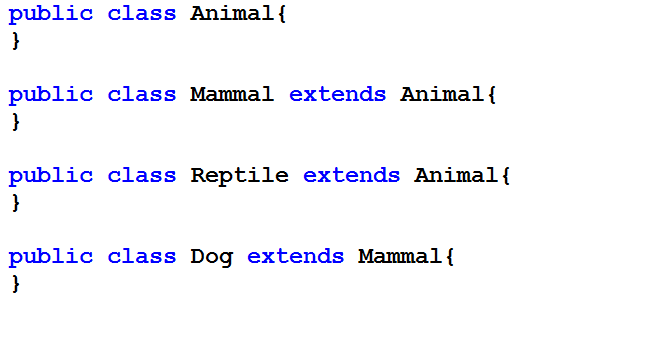 public class Animal{
}
public class Mammal extends Animal{
}
public class Reptile extends Animal{
}
public class Dog extends Mammal{
}